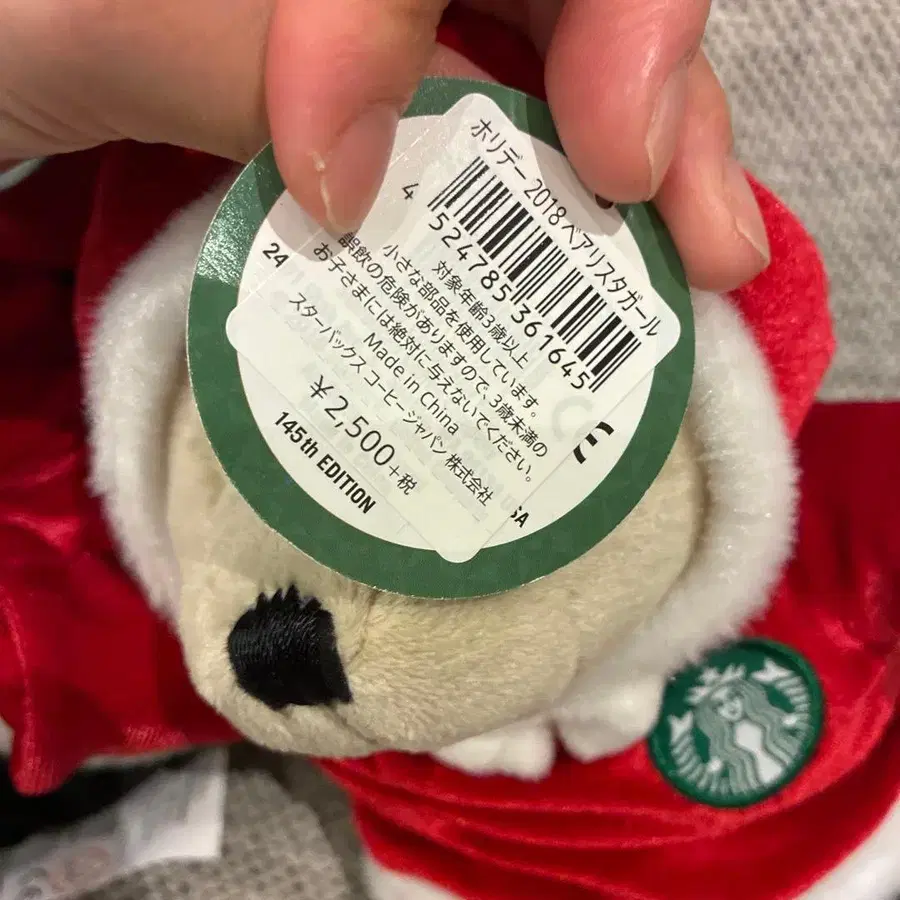 ホリデー 2018 ベアリスタガール
4 524785 361645
対象年齢3歳以上
小さな部品を使用しています。
誤飲の危険がありますので、3歳未満の
お子さまには絶対に与えないでください。
Made in China
24
スターバックス コーヒージャパン 株式会社
¥2,500+税
CE
145th EDITION